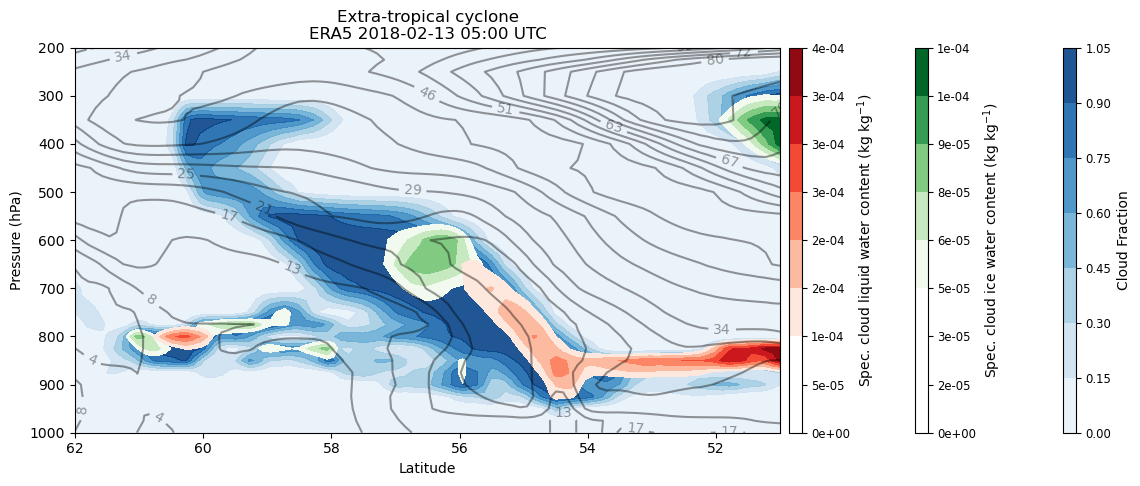 Extra-tropical cyclone
ERA5 2018-02-13 05:00 UTC
Pressure (hPa)
200
300
400
500
600
700
800
900
1000
62
60
58
56
54
52
Latitude
34
46
51
63
67
80
72
25
29
21
17
13
8
4
34
8
4
13
17
17
4e-04
3e-04
3e-04
3e-04
2e-04
2e-04
1e-04
5e-05
0e+00
Spec. cloud liquid water content (kg kg⁻¹)
1e-04
1e-04
9e-05
8e-05
6e-05
5e-05
3e-05
2e-05
0e+00
Spec. cloud ice water content (kg kg⁻¹)
1.05
0.90
0.75
0.60
0.45
0.30
0.15
0.00
Cloud Fraction